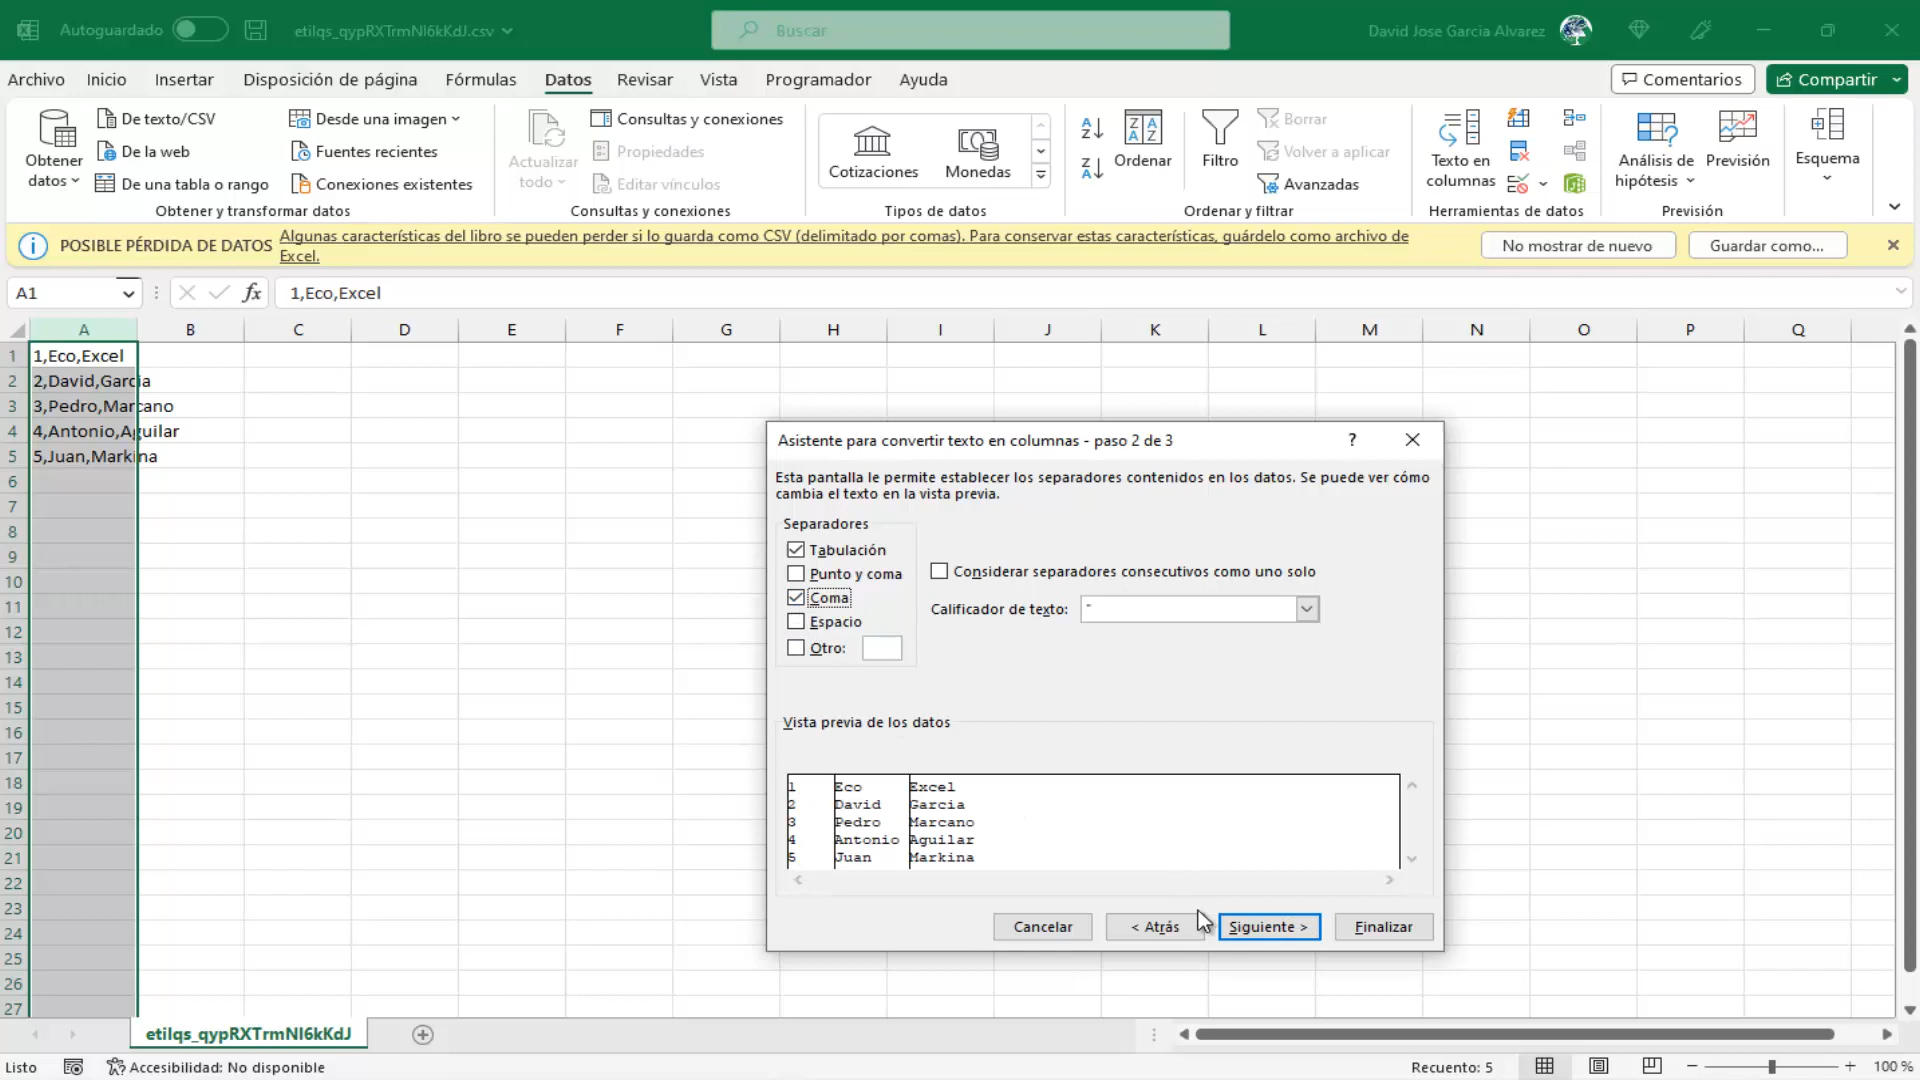 Autoguardado
etilqs_qypRXTrmNl6kKdJ.csv
Buscar
David Jose Garcia Alvarez
Archivo Inicio Insertar Disposición de página Fórmulas Datos Revisar Vista Programador Ayuda
Comentarios
Compartir
Obtener datos
De texto/CSV
De la web
De una tabla o rango
Desde una imagen
Fuentes recientes
Conexiones existentes
Obtener y transformar datos
Actualizar todo
Consultas y conexiones
Propiedades
Editar vínculos
Consultas y conexiones
Cotizaciones
Monedas
Tipos de datos
Ordenar
Filtro
Borrar
Volver a aplicar
Avanzadas
Ordenar y filtrar
Texto en columnas
Herramientas de datos
Análisis de hipótesis
Previsión
Previsión
Esquema
POSIBLE PÉRDIDA DE DATOS
Algunas características del libro se pueden perder si lo guarda como CSV (delimitado por comas). Para conservar estas características, guárdelo como archivo de
Excel.
No mostrar de nuevo
Guardar como...
A1
fx
1,Eco,Excel
A B C D E F G H I J K L M N O P Q
1 1,Eco,Excel
2 2,David,Garcia
3 3,Pedro,Marcano
4 4,Antonio,Aguilar
5 5,Juan,Markina
6
7
8
9
10
11
12
13
14
15
16
17
18
19
20
21
22
23
24
25
26
27
Asistente para convertir texto en columnas - paso 2 de 3
?
Esta pantalla le permite establecer los separadores contenidos en los datos. Se puede ver cómo
cambia el texto en la vista previa.
Separadores
Tabulación
Punto y coma
Coma
Espacio
Otro:
Considerar separadores consecutivos como uno solo
Calificador de texto: "
Vista previa de los datos
1 Eco Excel
2 David Garcia
3 Pedro Marcano
4 Antonio Aguilar
5 Juan Markina
Cancelar
< Atrás
Siguiente >
Finalizar
etilqs_qypRXTrmNl6kKdJ
Listo
Accesibilidad: No disponible
Recuento: 5
100 %